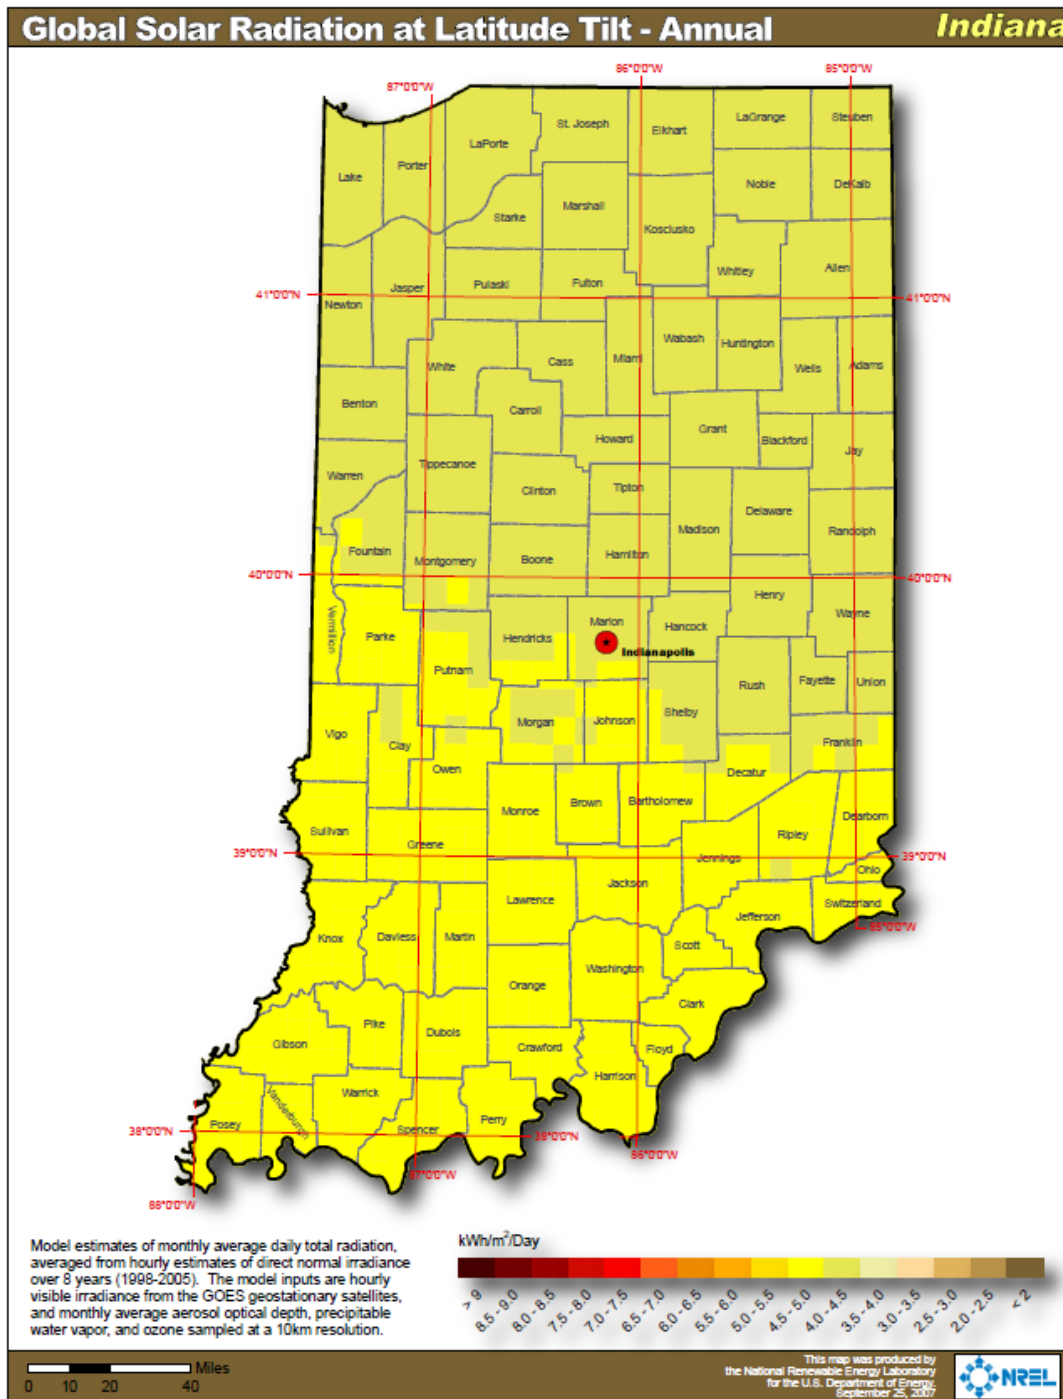 Global Solar Radiation at Latitude Tilt - Annual
Indiana
87°0'0"W
86°0'0"W
85°0'0"W
St. Joseph
Elkhart
LaGrange
Steuben
LaPorte
Porter
Lake
Noble
DeKalb
Marshall
Starke
Kosciusko
Whitley
Allen
Jasper
Pulaski
Fulton
41°0'0"N
41°0'0"N
Newton
Wabash
Huntington
White
Cass
Miami
Wells
Adams
Benton
Carroll
Grant
Howard
Blackford
Jay
Tippecanoe
Warren
Clinton
Tipton
Delaware
Madison
Randolph
Fountain
Montgomery
Boone
Hamilton
40°0'0"N
40°0'0"N
Henry
Wayne
Vermillion
Parke
Hendricks
Marion
Hancock
Indianapolis
Putnam
Rush
Fayette
Union
Morgan
Johnson
Shelby
Vigo
Clay
Franklin
Owen
Decatur
Monroe
Brown
Bartholomew
Sullivan
Greene
Ripley
Dearborn
39°0'0"N
39°0'0"N
Jennings
Ohio
Jackson
Lawrence
Switzerland
Jefferson
85°0'0"W
Knox
Daviess
Martin
Scott
Washington
Orange
Clark
Pike
Dubois
Gibson
Crawford
Floyd
Harrison
Warrick
Vanderburgh
Posey
Spencer
Perry
38°0'0"N
38°0'0"N
86°0'0"W
87°0'0"W
88°0'0"W
Model estimates of monthly average daily total radiation,
averaged from hourly estimates of direct normal irradiance
over 8 years (1998-2005). The model inputs are hourly
visible irradiance from the GOES geostationary satellites,
and monthly average aerosol optical depth, precipitable
water vapor, and ozone sampled at a 10km resolution.
kWh/m²/Day
> 9
8.5 - 9.0
8.0 - 8.5
7.5 - 8.0
7.0 - 7.5
6.5 - 7.0
6.0 - 6.5
5.5 - 6.0
5.0 - 5.5
4.5 - 5.0
4.0 - 4.5
3.5 - 4.0
3.0 - 3.5
2.5 - 3.0
2.0 - 2.5
< 2
Miles
0 10 20 40
This map was produced by
the National Renewable Energy Laboratory
for the U.S. Department of Energy.
September 25, 2007
NREL